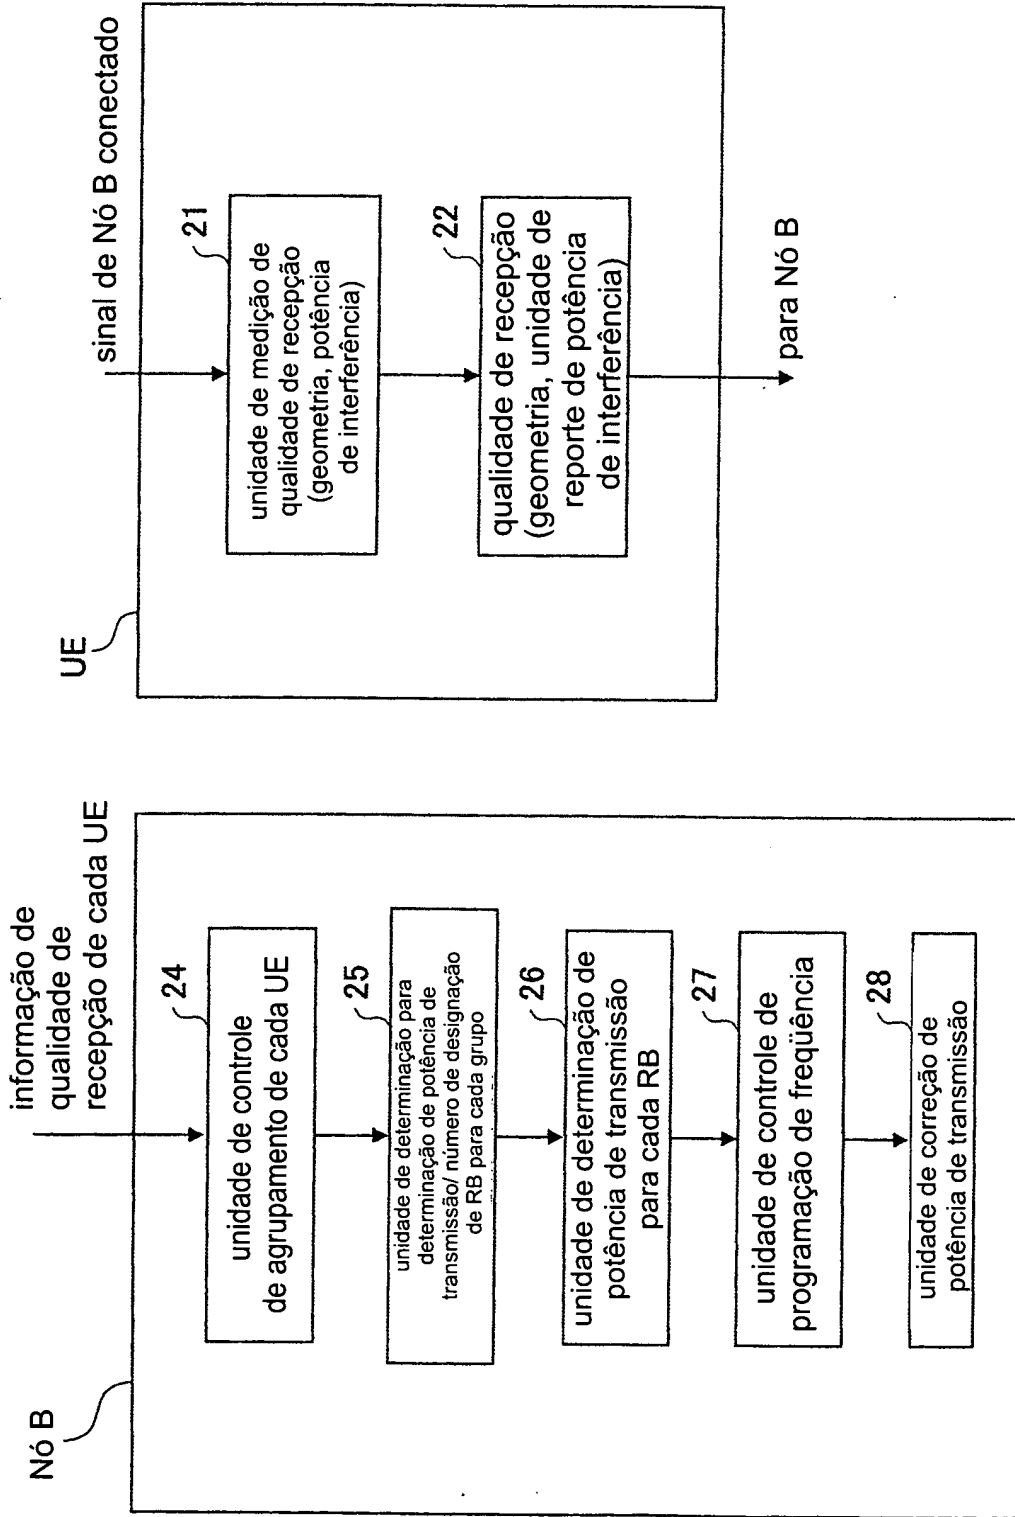 Nó B
informação de
qualidade de
recepção de cada UE
24
unidade de controle
de agrupamento de cada UE
25
unidade de determinação para
determinação de potência de
transmissão/ número de designação
de RB para cada grupo
26
unidade de determinação de
potência de transmissão
para cada RB
27
unidade de controle de
programação de freqüência
28
unidade de correção de
potência de transmissão
UE
sinal de Nó B conectado
21
unidade de medição de
qualidade de recepção
(geometria, potência
de interferência)
22
qualidade de recepção
(geometria, unidade de
reporte de potência
de interferência)
para Nó B